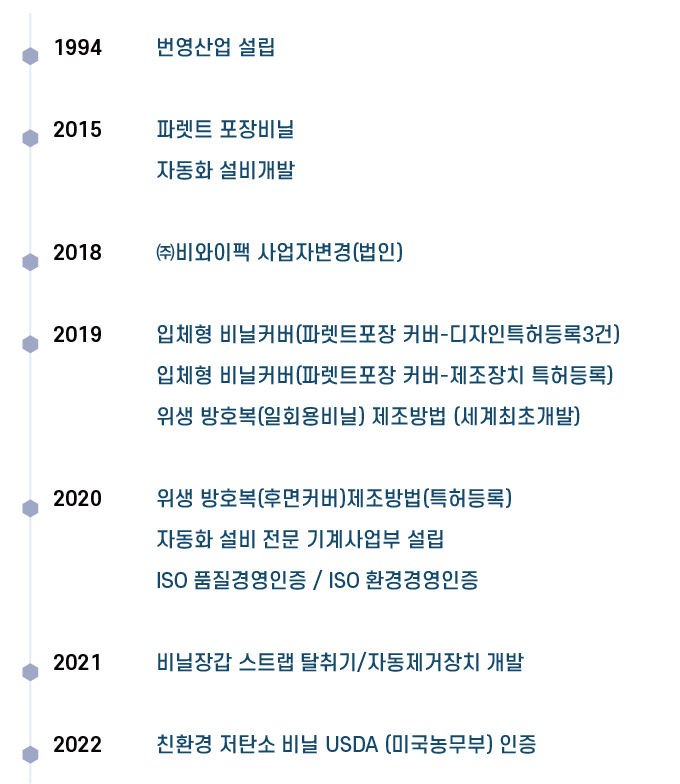 1994 번영산업 설립
2015 파렛트 포장비닐
자동화 설비개발
2018 ㈜비와이팩 사업자변경(법인)
2019 입체형 비닐커버(파렛트포장 커버-디자인특허등록3건)
입체형 비닐커버(파렛트포장 커버-제조장치 특허등록)
위생 방호복(일회용비닐) 제조방법 (세계최초개발)
2020 위생 방호복(후면커버)제조방법(특허등록)
자동화 설비 전문 기계사업부 설립
ISO 품질경영인증 / ISO 환경경영인증
2021 비닐장갑 스트랩 탈취기/자동제거장치 개발
2022 친환경 저탄소 비닐 USDA (미국농무부) 인증